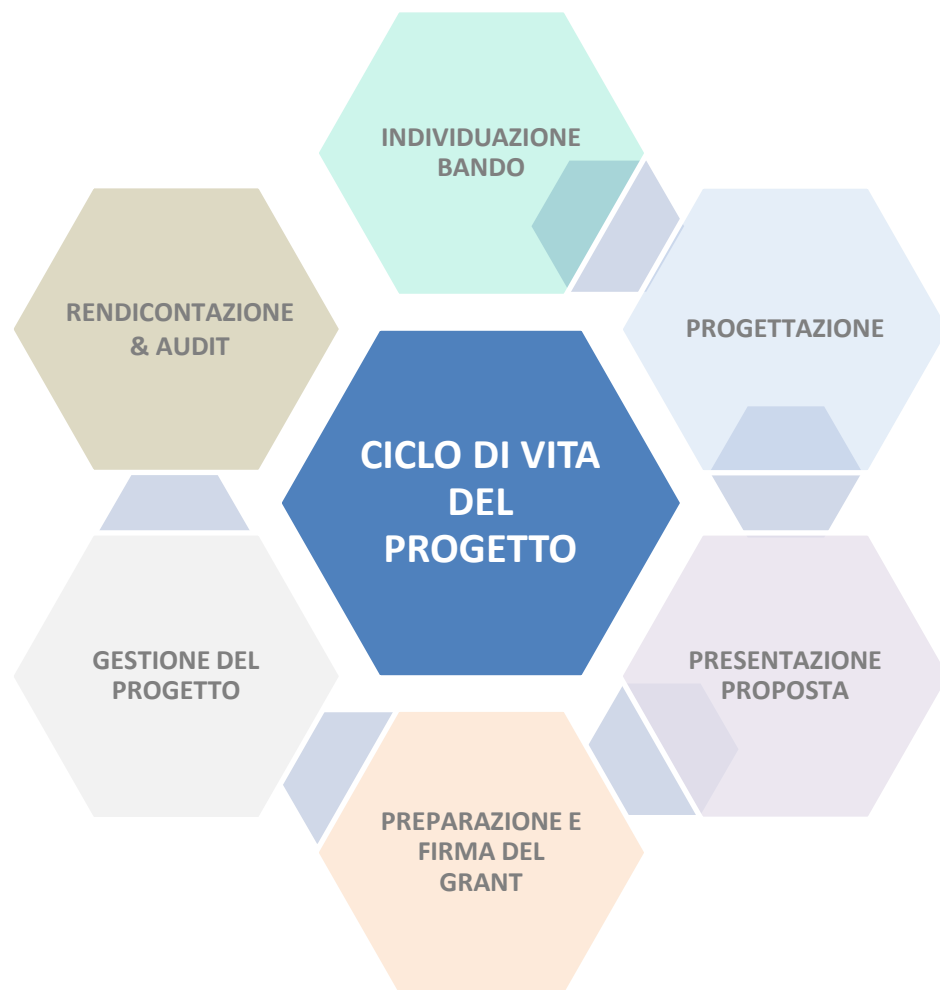 INDIVIDUAZIONE
BANDO
PROGETTAZIONE
PRESENTAZIONE
PROPOSTA
PREPARAZIONE E
FIRMA DEL
GRANT
GESTIONE DEL
PROGETTO
RENDICONTAZIONE
& AUDIT
CICLO DI VITA
DEL
PROGETTO